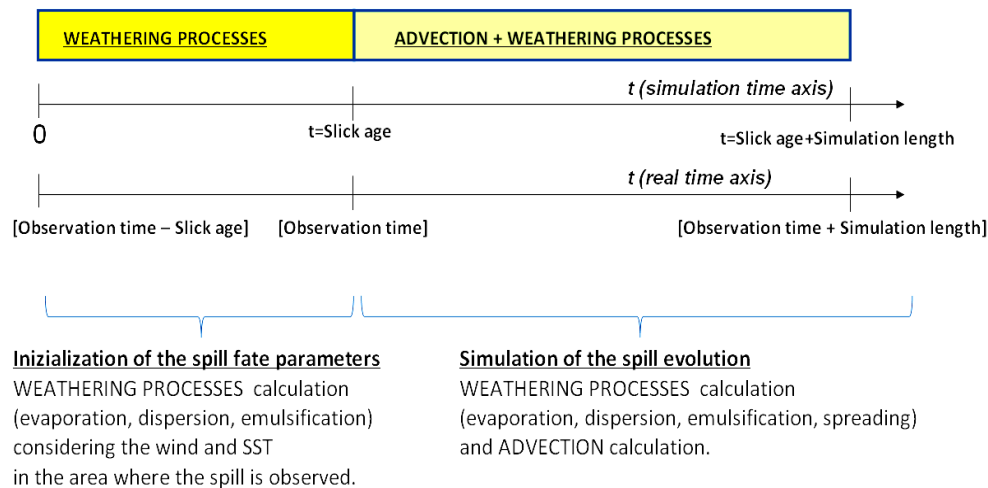 WEATHERING PROCESSES
ADVECTION + WEATHERING PROCESSES
t (simulation time axis)
0
t=Slick age
t=Slick age+Simulation length
t (real time axis)
[Observation time – Slick age]
[Observation time]
[Observation time + Simulation length]
Inizialization of the spill fate parameters
WEATHERING PROCESSES calculation
(evaporation, dispersion, emulsification)
considering the wind and SST
in the area where the spill is observed.
Simulation of the spill evolution
WEATHERING PROCESSES calculation
(evaporation, dispersion, emulsification, spreading)
and ADVECTION calculation.